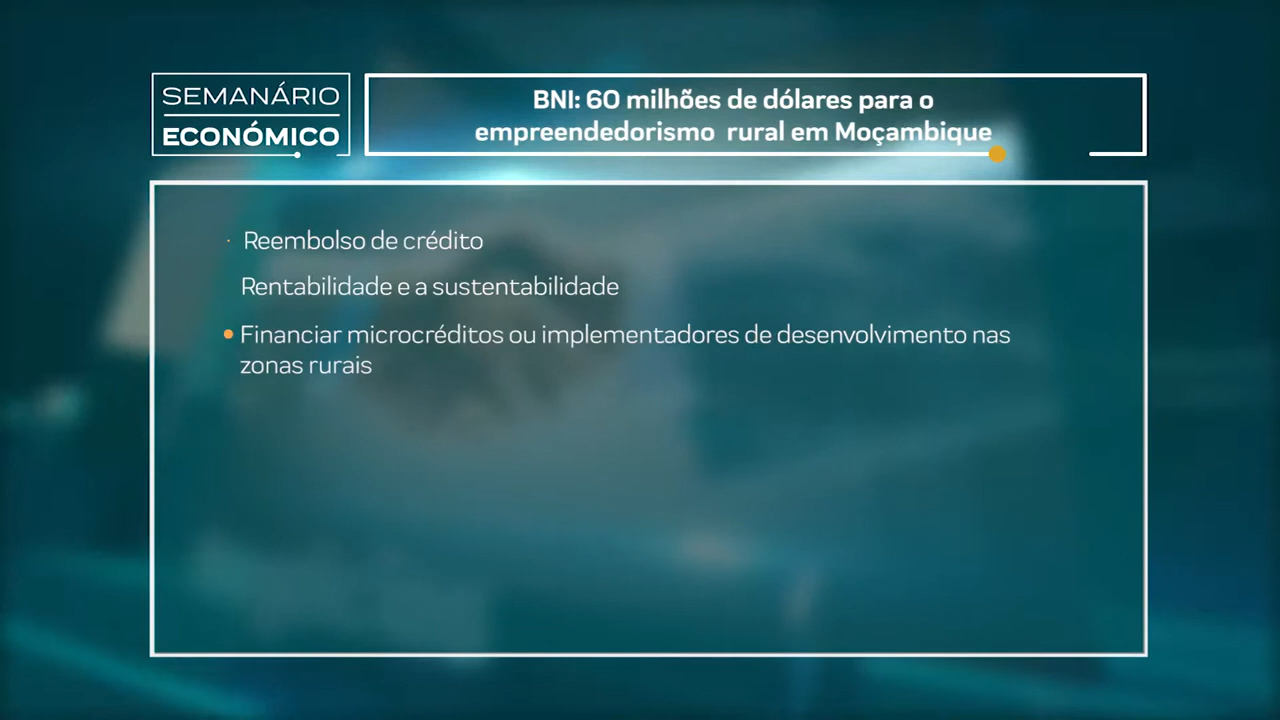 SEMANÁRIO
ECONÓMICO
BNI: 60 milhões de dólares para o
empreendedorismo rural em Moçambique
Reembolso de crédito
Rentabilidade e a sustentabilidade
Financiar microcréditos ou implementadores de desenvolvimento nas
zonas rurais